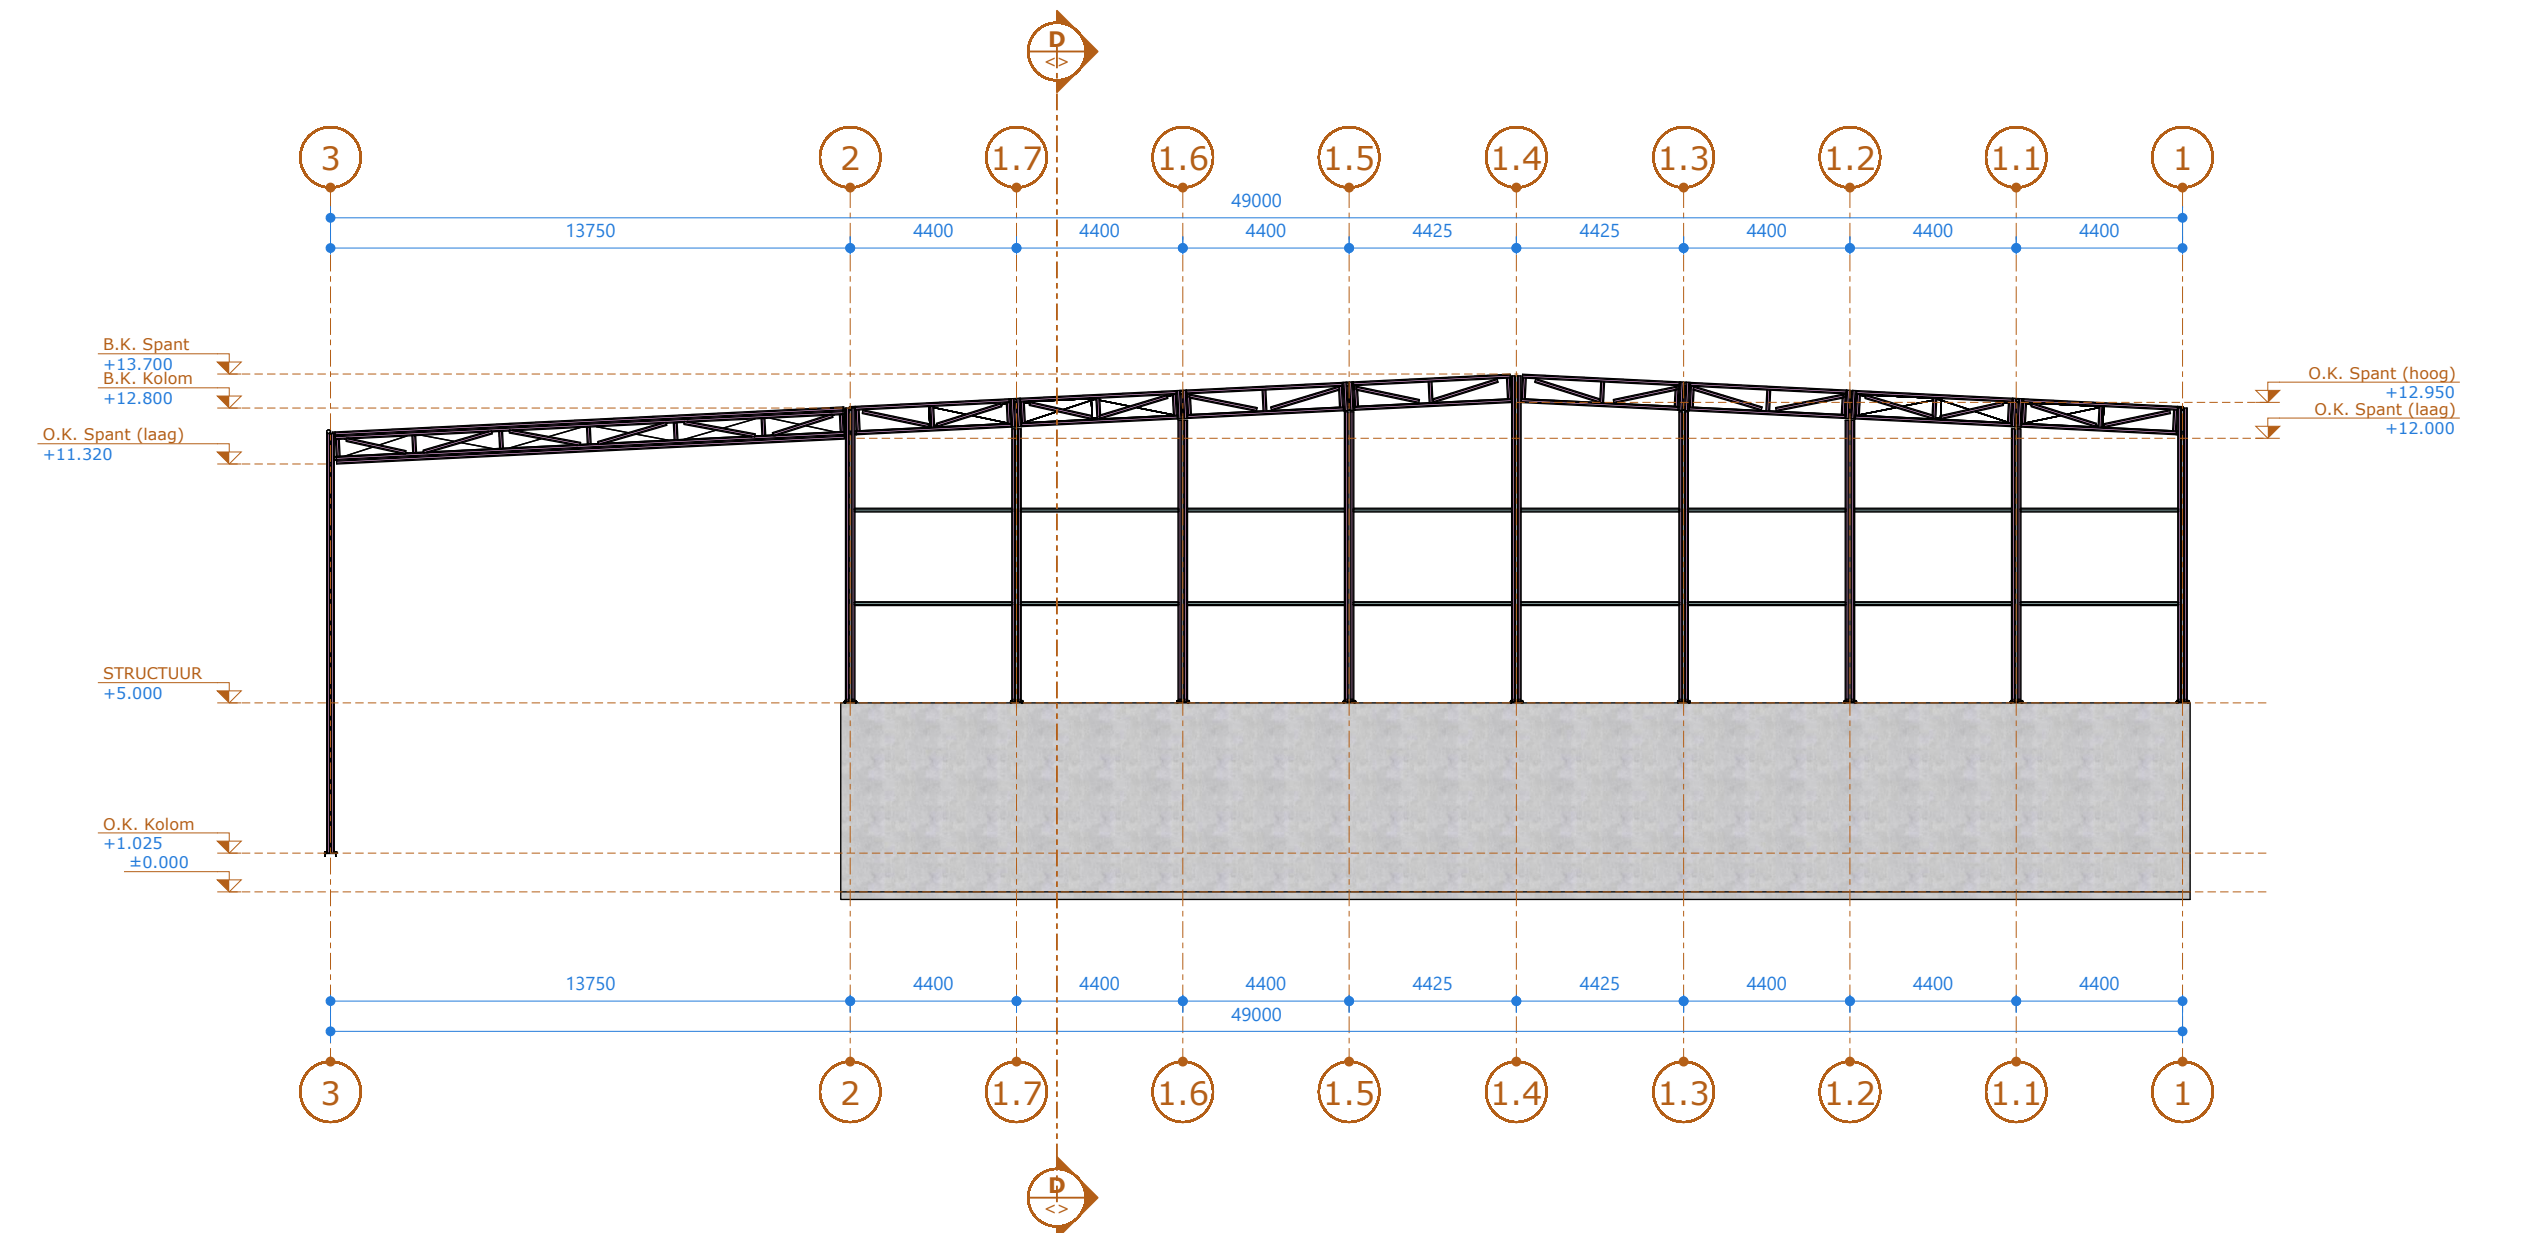 D
<>
3 2 1.7 1.6 1.5 1.4 1.3 1.2 1.1 1
49000
13750 4400 4400 4400 4425 4425 4400 4400 4400
B.K. Spant
+13.700
B.K. Kolom
+12.800
O.K. Spant (laag)
+11.320
O.K. Spant (hoog)
+12.950
O.K. Spant (laag)
+12.000
STRUCTUUR
+5.000
O.K. Kolom
+1.025
±0.000
13750 4400 4400 4400 4425 4425 4400 4400 4400
49000
3 2 1.7 1.6 1.5 1.4 1.3 1.2 1.1 1
D
<>